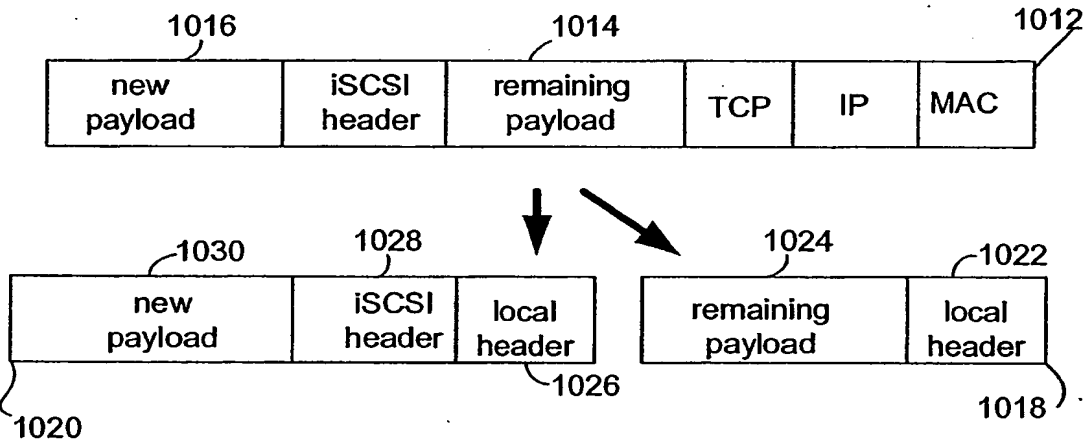 1016 1014 1012
new payload iSCSI header remaining payload TCP IP MAC
1030 1028 1024 1022
new payload iSCSI header local header remaining payload local header
1026
1020 1018